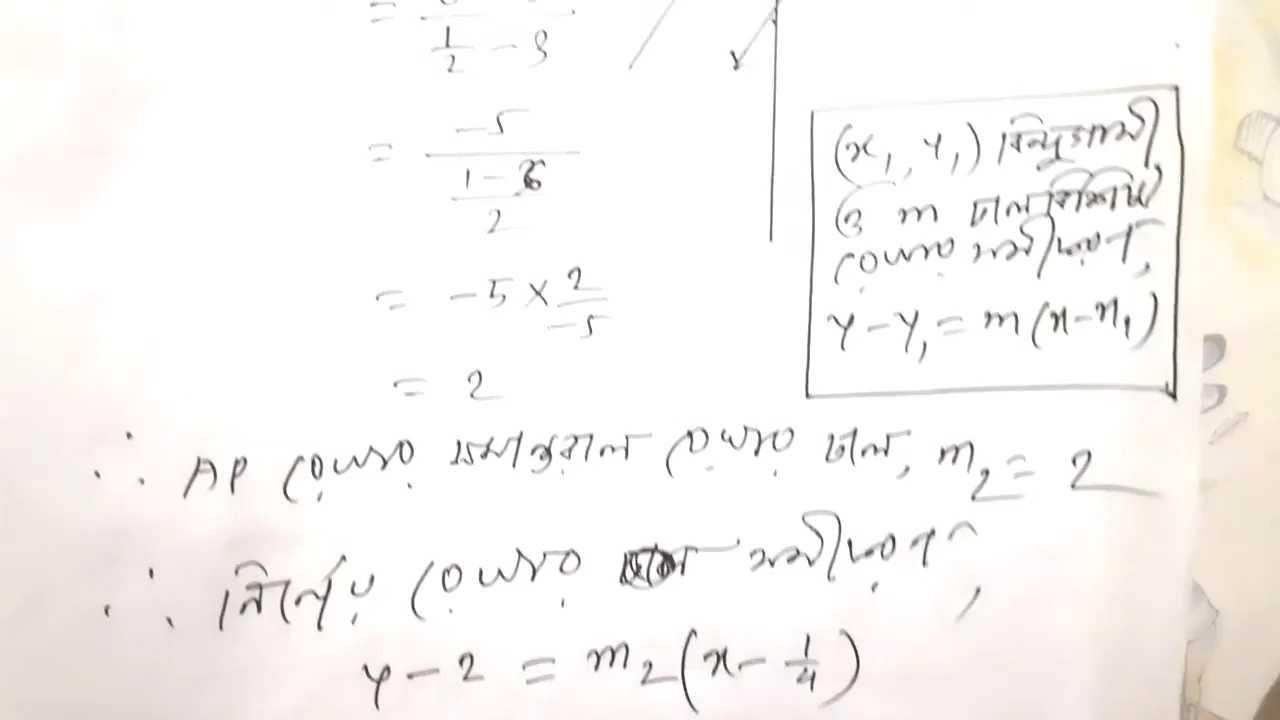 1/2 - 3
= -5 / ((1-6)/2)
= -5 × 2/-5
= 2
(x₁, y₁) বিন্দুগামী
ও m ঢাল বিশিষ্ট
রেখার সমীকরণ,
y-y₁ = m(x-x₁)
∴ AP রেখার সমান্তরাল রেখার ঢাল, m₂ = 2
∴ নির্ণেয় রেখার সমীকরণ,
y-2 = m₂(x-1/4)